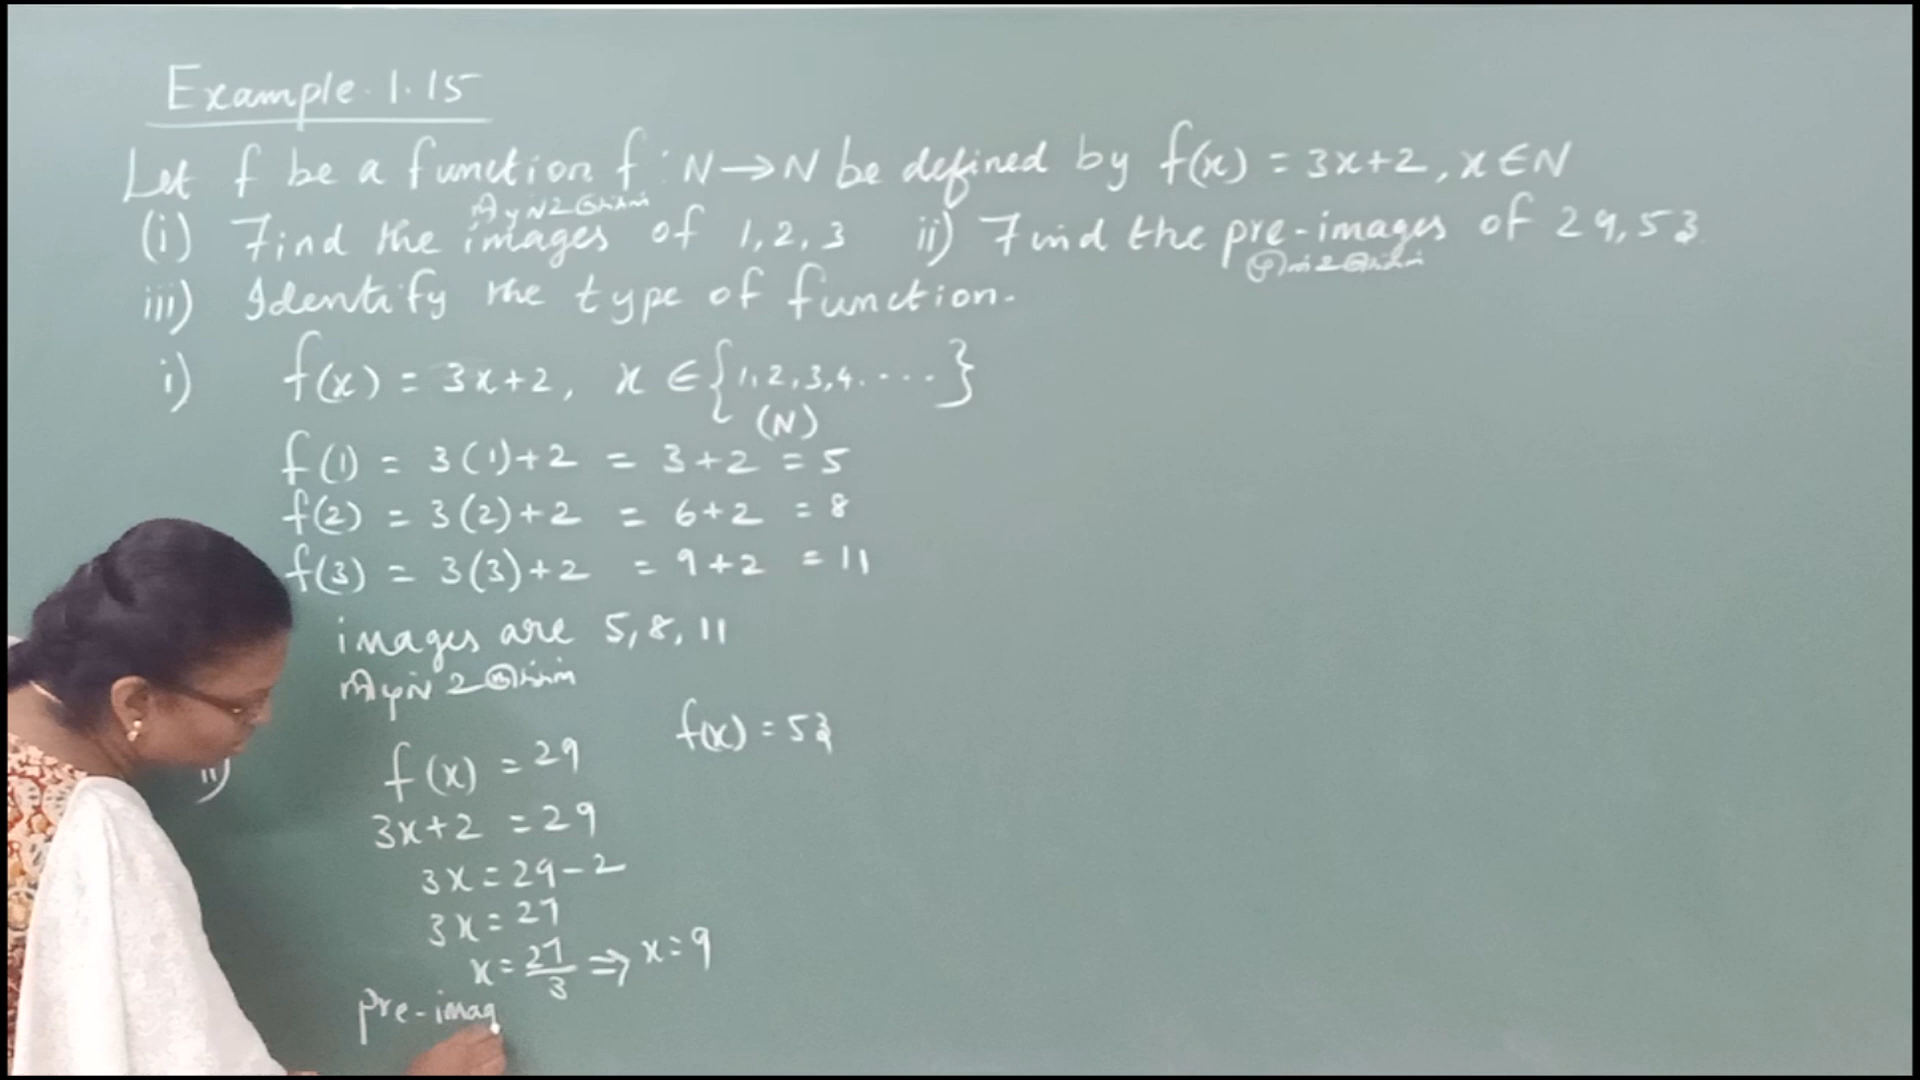 Example. 1.15
Let f be a function f : N→N be defined by f(x) = 3x+2, x ∈ N
(i) Find the images of 1, 2, 3 ii) Find the pre-images of 29, 53.
iii) Identify the type of function.
i) f(x) = 3x+2, x ∈ {1, 2, 3, 4. ....}
(N)
f(1) = 3(1)+2 = 3+2 = 5
f(2) = 3(2)+2 = 6+2 = 8
f(3) = 3(3)+2 = 9+2 = 11
images are 5, 8, 11
ii) f(x) = 29 f(x) = 53
3x+2 = 29
3x = 29-2
3x = 27
x = 27/3 ⇒ x = 9
pre-imag